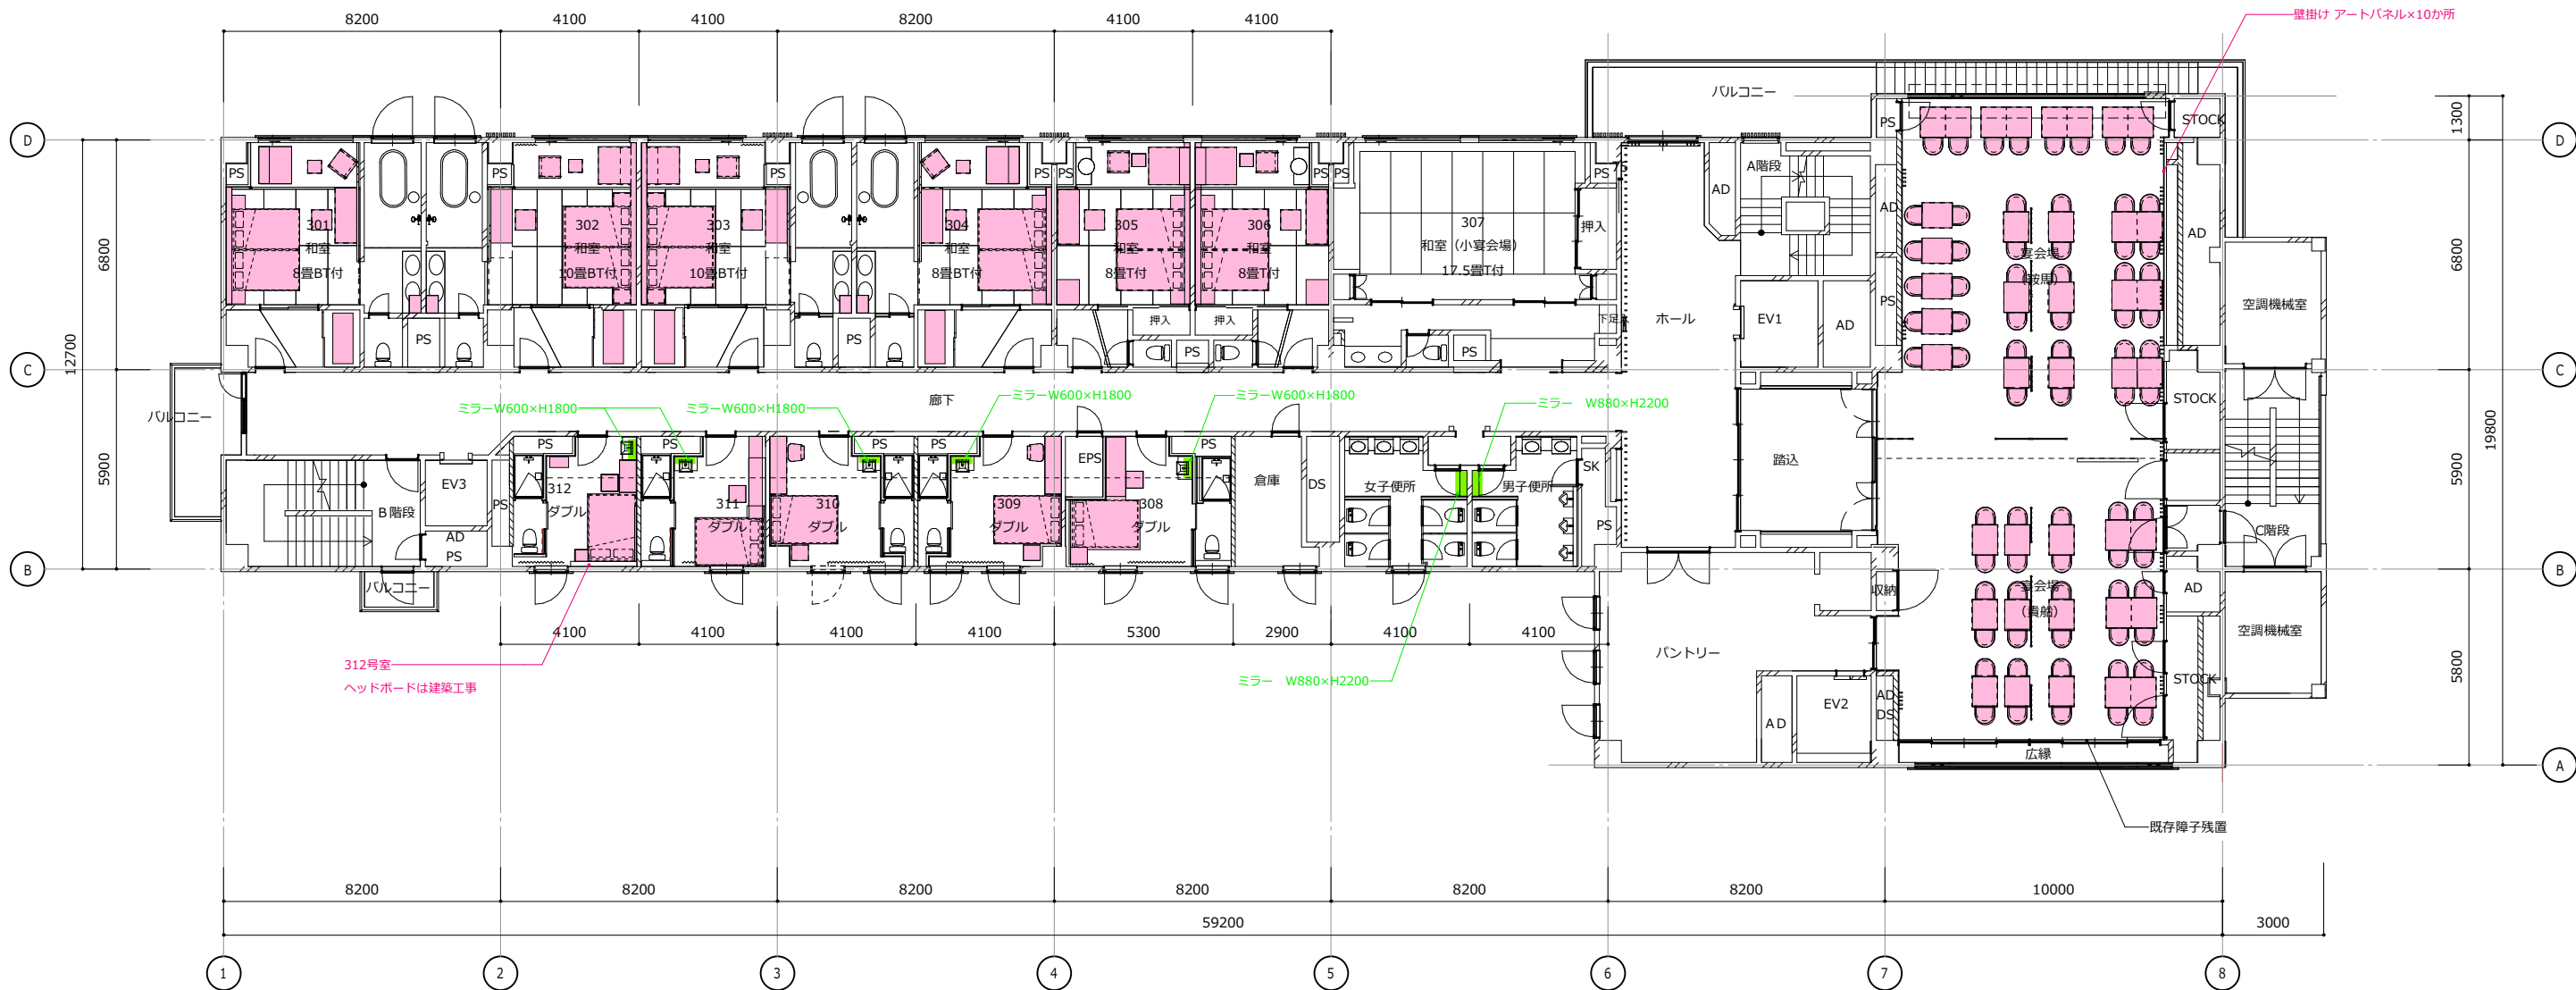 8200
4100
4100
8200
4100
4100
壁掛け アートパネル×10か所
バルコニー
1300
PS
STOCK
D
D
PS
PS
PS
PS
PS
PS
PS
AD
A階段
301
和室
8畳BT付
302
和室
10畳BT付
303
和室
10畳BT付
304
和室
8畳BT付
305
和室
8畳T付
306
和室
8畳T付
307
和室（小宴会場）
17.5畳T付
押入
AD
AD
宴会場
（鞍馬）
6800
6800
12700
19800
空調機械室
PS
押入
押入
下足入
ホール
EV1
AD
PS
PS
PS
PS
C
C
バルコニー
廊下
ミラーW600×H1800
ミラーW600×H1800
ミラーW600×H1800
ミラーW600×H1800
ミラー　W880×H2200
STOCK
PS
PS
PS
PS
PS
EPS
EV3
PS
B階段
AD
PS
312
ダブル
311
ダブル
310
ダブル
309
ダブル
308
ダブル
倉庫
DS
女子便所
男子便所
SK
PS
踏込
5900
5900
C階段
B
B
バルコニー
収納
宴会場
（貴船）
AD
空調機械室
4100
4100
4100
4100
5300
2900
4100
4100
312号室
ヘッドボードは建築工事
ミラー　W880×H2200
パントリー
AD
EV2
AD
DS
STOCK
5800
広縁
A
既存障子残置
8200
8200
8200
8200
8200
8200
10000
59200
3000
1
2
3
4
5
6
7
8